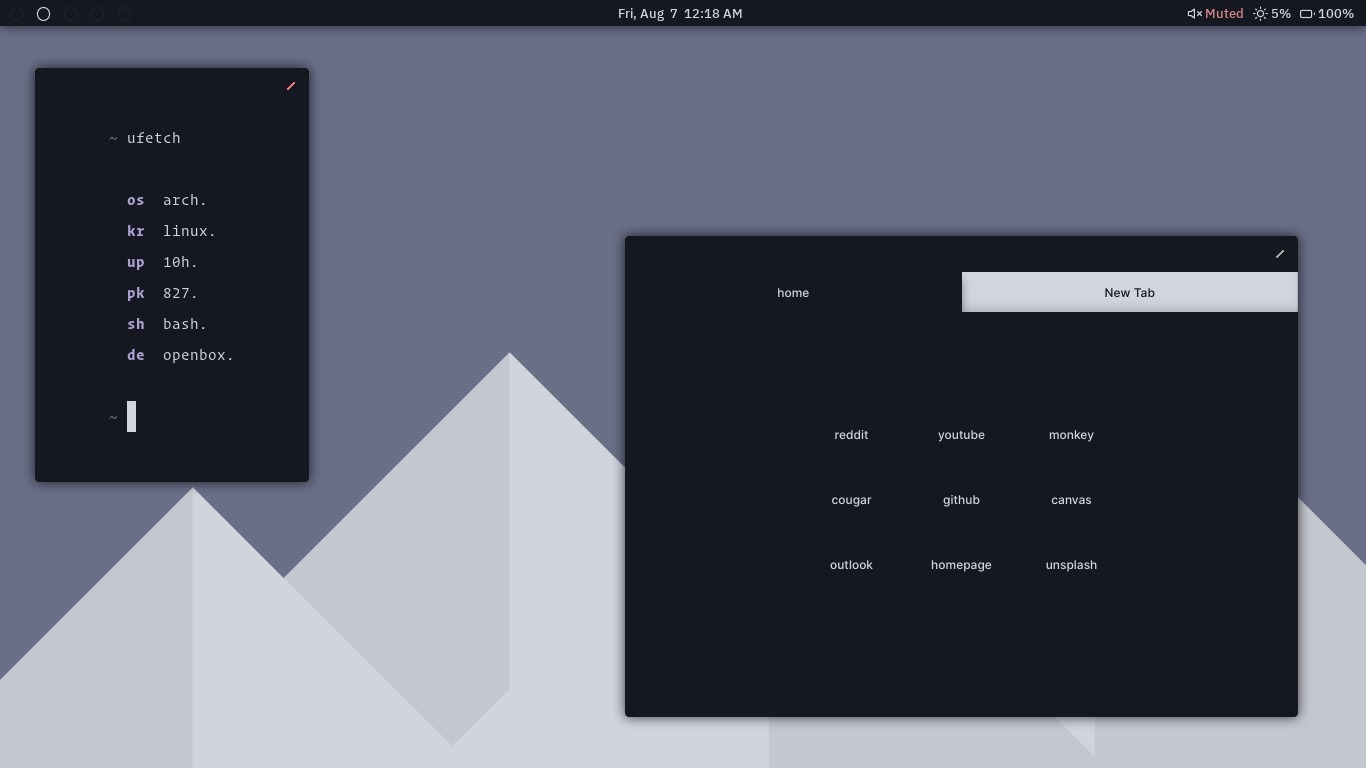 Fri, Aug 7 12:18 AM Muted 5% 100%
~ ufetch
os arch.
kr linux.
up 10h.
pk 827.
sh bash.
de openbox.
~
home New Tab
reddit youtube monkey
cougar github canvas
outlook homepage unsplash